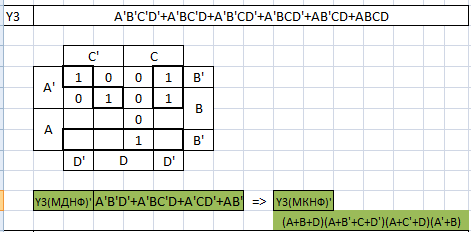 Y3 A'B'C'D'+A'BC'D+A'B'CD'+A'BCD'+AB'CD+ABCD
C' C
A' 1 0 0 1 B'
0 1 0 1 B
A 0
1 B'
D' D D'
Y3(МДНФ)' A'B'D'+A'BC'D+A'CD'+AB' => Y3(МКНФ)'
(A+B+D)(A+B'+C+D')(A+C'+D)(A'+B)